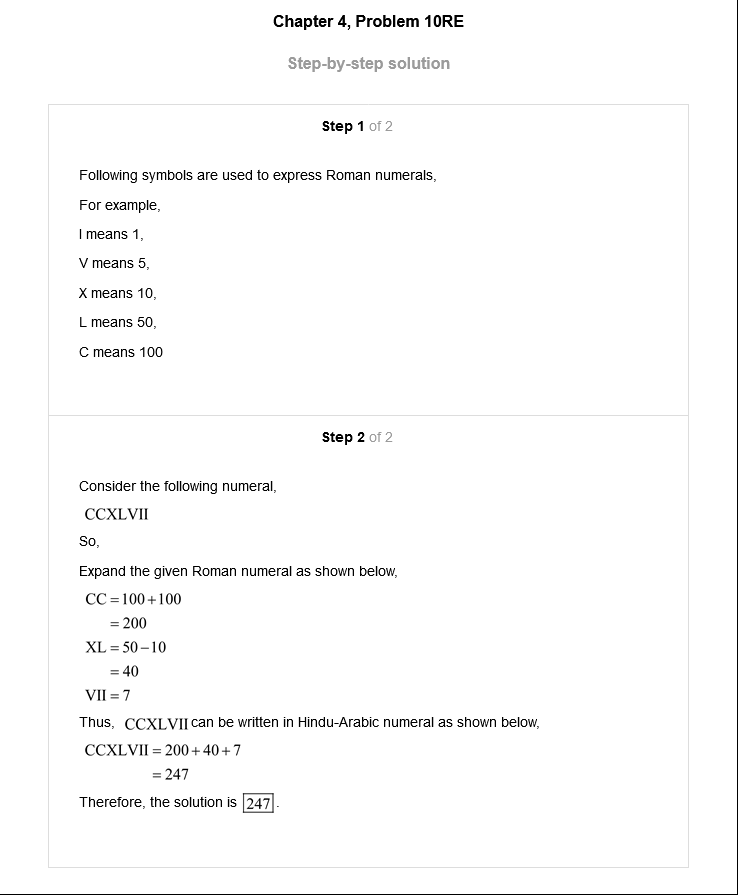 Chapter 4, Problem 10RE
Step-by-step solution
Step 1 of 2
Following symbols are used to express Roman numerals,
For example,
I means 1,
V means 5,
X means 10,
L means 50,
C means 100
Step 2 of 2
Consider the following numeral,
CCXLVII
So,
Expand the given Roman numeral as shown below,
CC = 100 + 100
= 200
XL = 50 − 10
= 40
VII = 7
Thus, CCXLVII can be written in Hindu-Arabic numeral as shown below,
CCXLVII = 200 + 40 + 7
= 247
Therefore, the solution is 247.